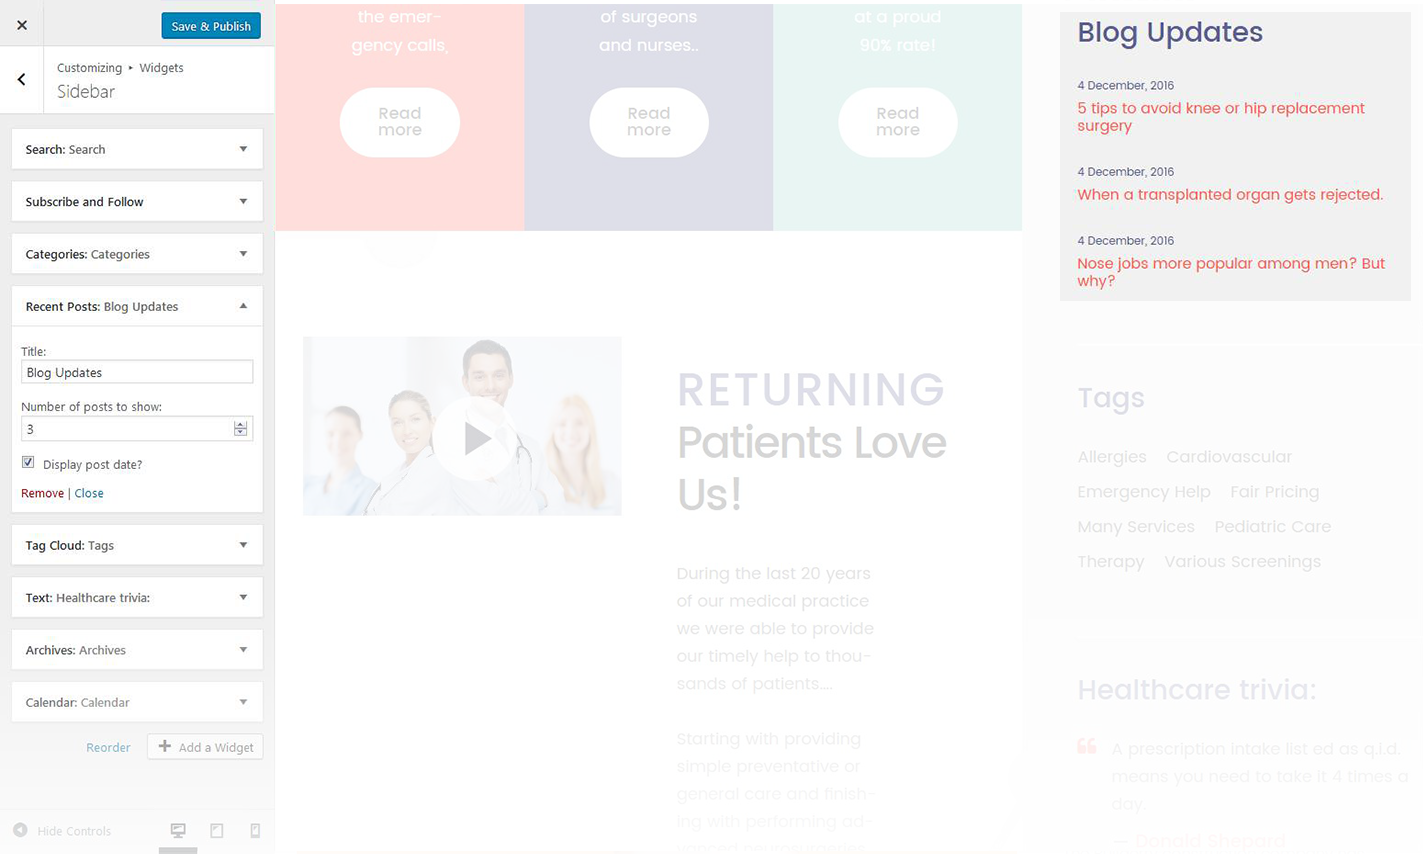 Save & Publish
Customizing ▸ Widgets
Sidebar
Search: Search
Subscribe and Follow
Categories: Categories
Recent Posts: Blog Updates
Title:
Blog Updates
Number of posts to show:
3
Display post date?
Remove | Close
Tag Cloud: Tags
Text: Healthcare trivia:
Archives: Archives
Calendar: Calendar
Reorder
Add a Widget
Hide Controls
the emer-
gency calls,
Read
more
of surgeons
and nurses..
Read
more
at a proud
90% rate!
Read
more
RETURNING
Patients Love
Us!
During the last 20 years
of our medical practice
we were able to provide
our timely help to thou-
sands of patients....
Starting with providing
simple preventative or
general care and finish-
ing with performing ad-
vanced neurosurgeries
Blog Updates
4 December, 2016
5 tips to avoid knee or hip replacement
surgery
4 December, 2016
When a transplanted organ gets rejected.
4 December, 2016
Nose jobs more popular among men? But
why?
Tags
Allergies Cardiovascular
Emergency Help Fair Pricing
Many Services Pediatric Care
Therapy Various Screenings
Healthcare trivia:
A prescription intake list ed as q.I.d.
means you need to take it 4 times a
day.
— Donald Shepard